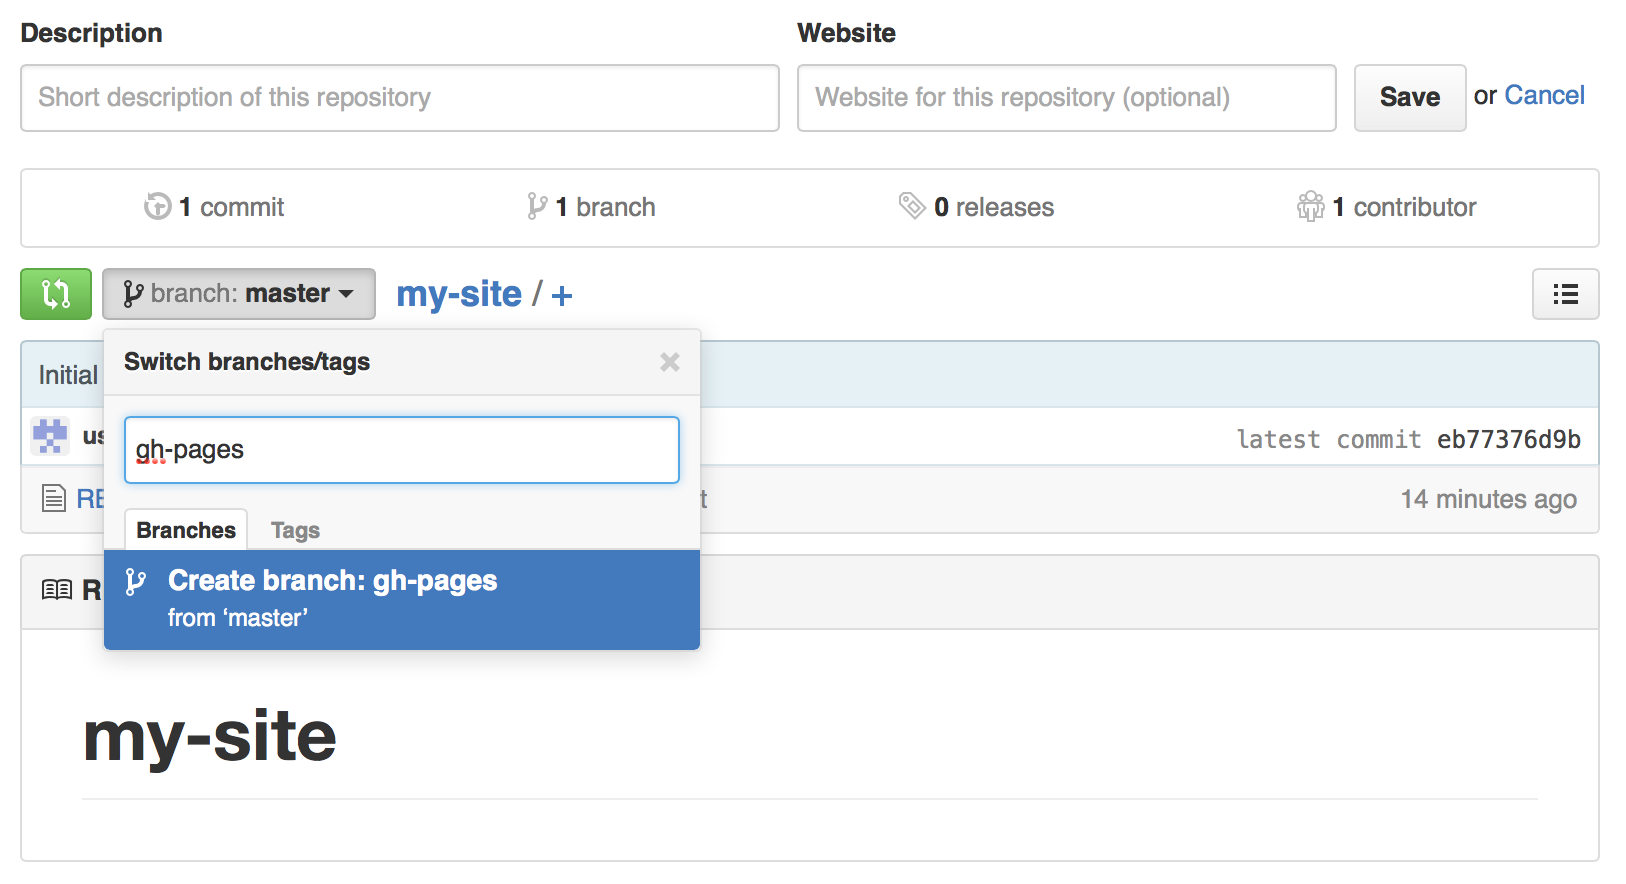 Description
Website
Short description of this repository
Website for this repository (optional)
Save or Cancel
1 commit
1 branch
0 releases
1 contributor
branch: master
my-site / +
Switch branches/tags
Initial
gh-pages
latest commit eb77376d9b
14 minutes ago
Branches
Tags
Create branch: gh-pages
from ‘master’
my-site